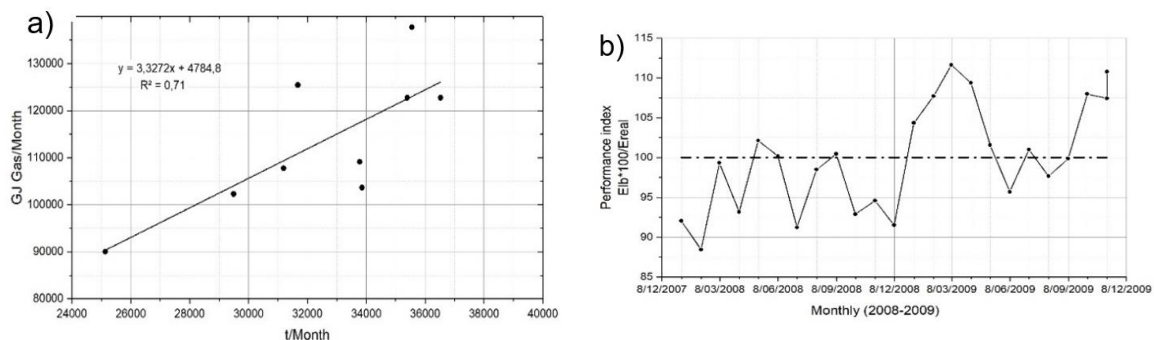 a)
GJ Gas/Month
130000
120000
110000
100000
90000
80000
y = 3,3272x + 4784,8
R² = 0,71
24000 26000 28000 30000 32000 34000 36000 38000 40000
t/Month
b)
Performance index
Elb*100/Ereal
115
110
105
100
95
90
85
8/12/2007 8/03/2008 8/06/2008 8/09/2008 8/12/2008 8/03/2009 8/06/2009 8/09/2009 8/12/2009
Monthly (2008-2009)